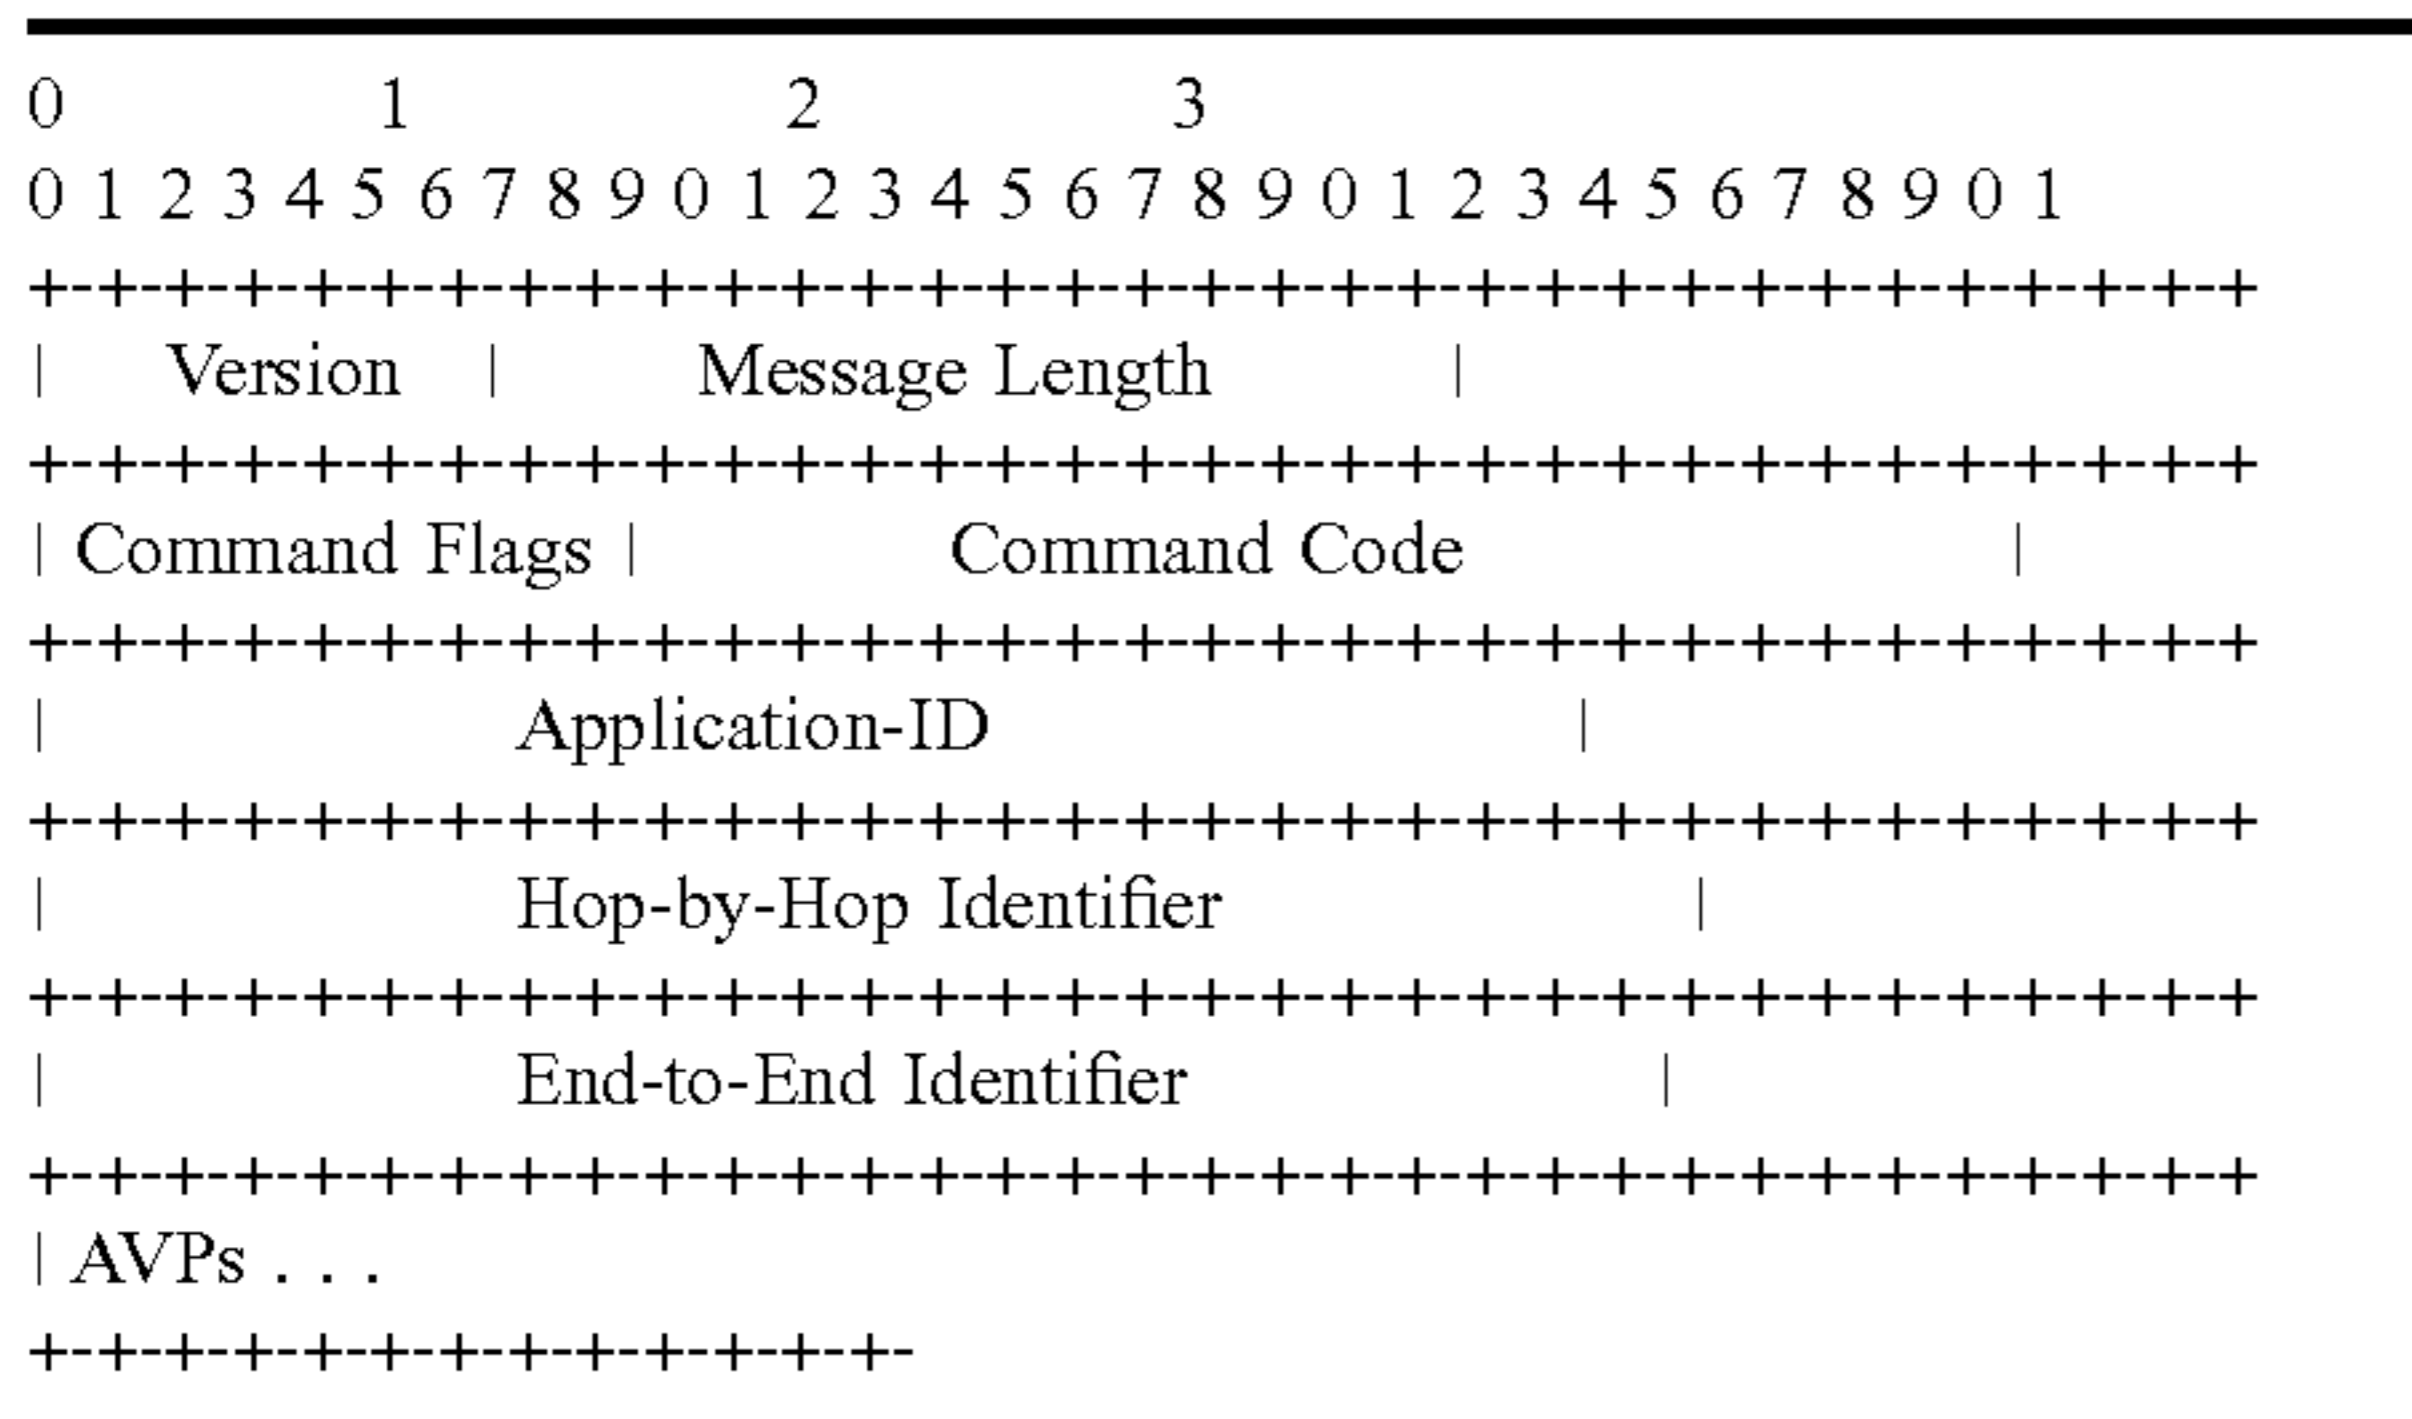 0 1 2 3
0 1 2 3 4 5 6 7 8 9 0 1 2 3 4 5 6 7 8 9 0 1 2 3 4 5 6 7 8 9 0 1
+-+-+-+-+-+-+-+-+-+-+-+-+-+-+-+-+-+-+-+-+-+-+-+-+-+-+-+-+-+-+-+-+
| Version | Message Length |
+-+-+-+-+-+-+-+-+-+-+-+-+-+-+-+-+-+-+-+-+-+-+-+-+-+-+-+-+-+-+-+-+
| Command Flags | Command Code |
+-+-+-+-+-+-+-+-+-+-+-+-+-+-+-+-+-+-+-+-+-+-+-+-+-+-+-+-+-+-+-+-+
| Application-ID |
+-+-+-+-+-+-+-+-+-+-+-+-+-+-+-+-+-+-+-+-+-+-+-+-+-+-+-+-+-+-+-+-+
| Hop-by-Hop Identifier |
+-+-+-+-+-+-+-+-+-+-+-+-+-+-+-+-+-+-+-+-+-+-+-+-+-+-+-+-+-+-+-+-+
| End-to-End Identifier |
+-+-+-+-+-+-+-+-+-+-+-+-+-+-+-+-+-+-+-+-+-+-+-+-+-+-+-+-+-+-+-+-+
| AVPs . . .
+-+-+-+-+-+-+-+-+-+-+-+-+-